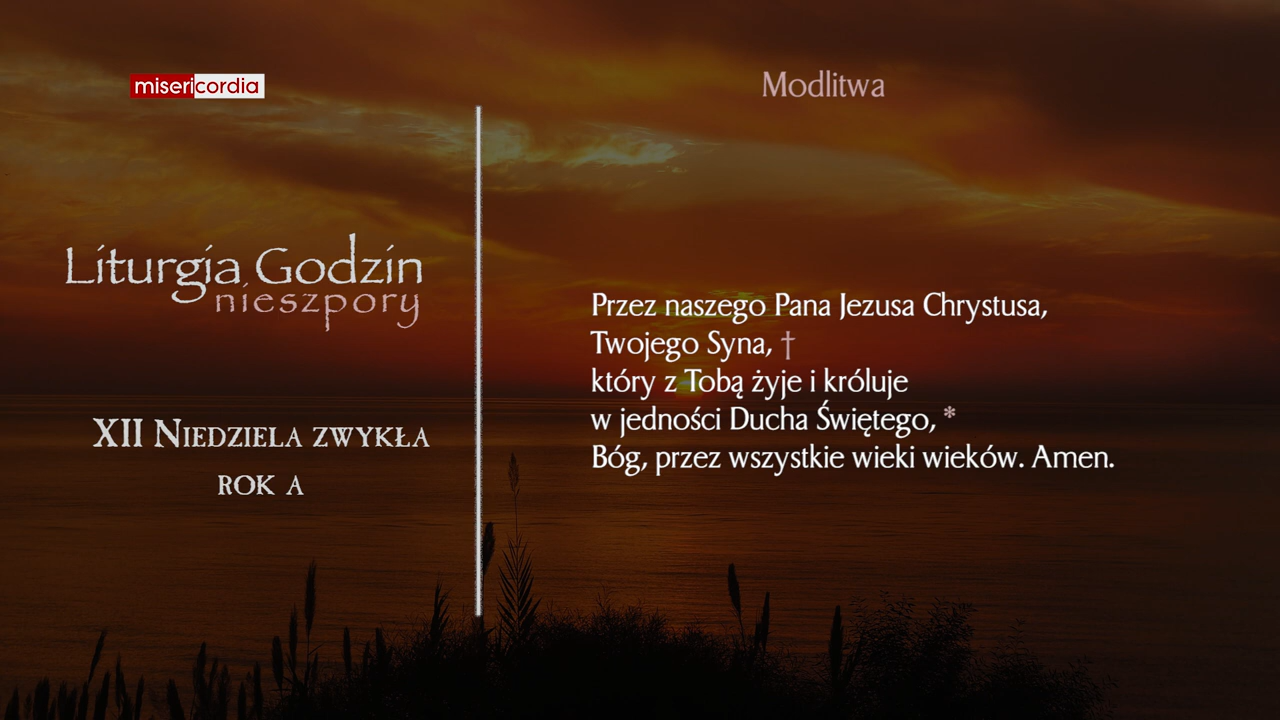 misericordia
Liturgia Godzin
nieszpory
XII Niedziela zwykła
rok A
Modlitwa
Przez naszego Pana Jezusa Chrystusa,
Twojego Syna, †
który z Tobą żyje i króluje
w jedności Ducha Świętego, *
Bóg, przez wszystkie wieki wieków. Amen.